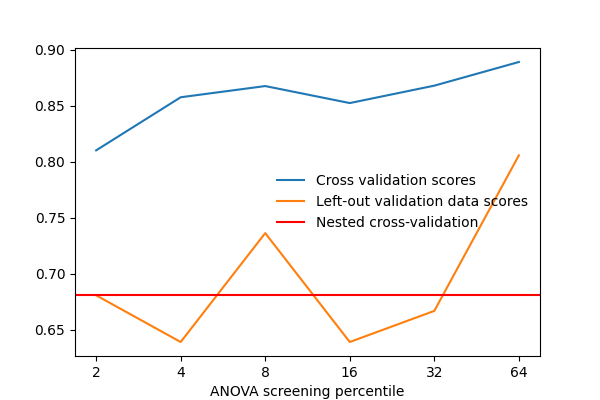 0.90
0.85
0.80
0.75
0.70
0.65
Cross validation scores
Left-out validation data scores
Nested cross-validation
2 4 8 16 32 64
ANOVA screening percentile